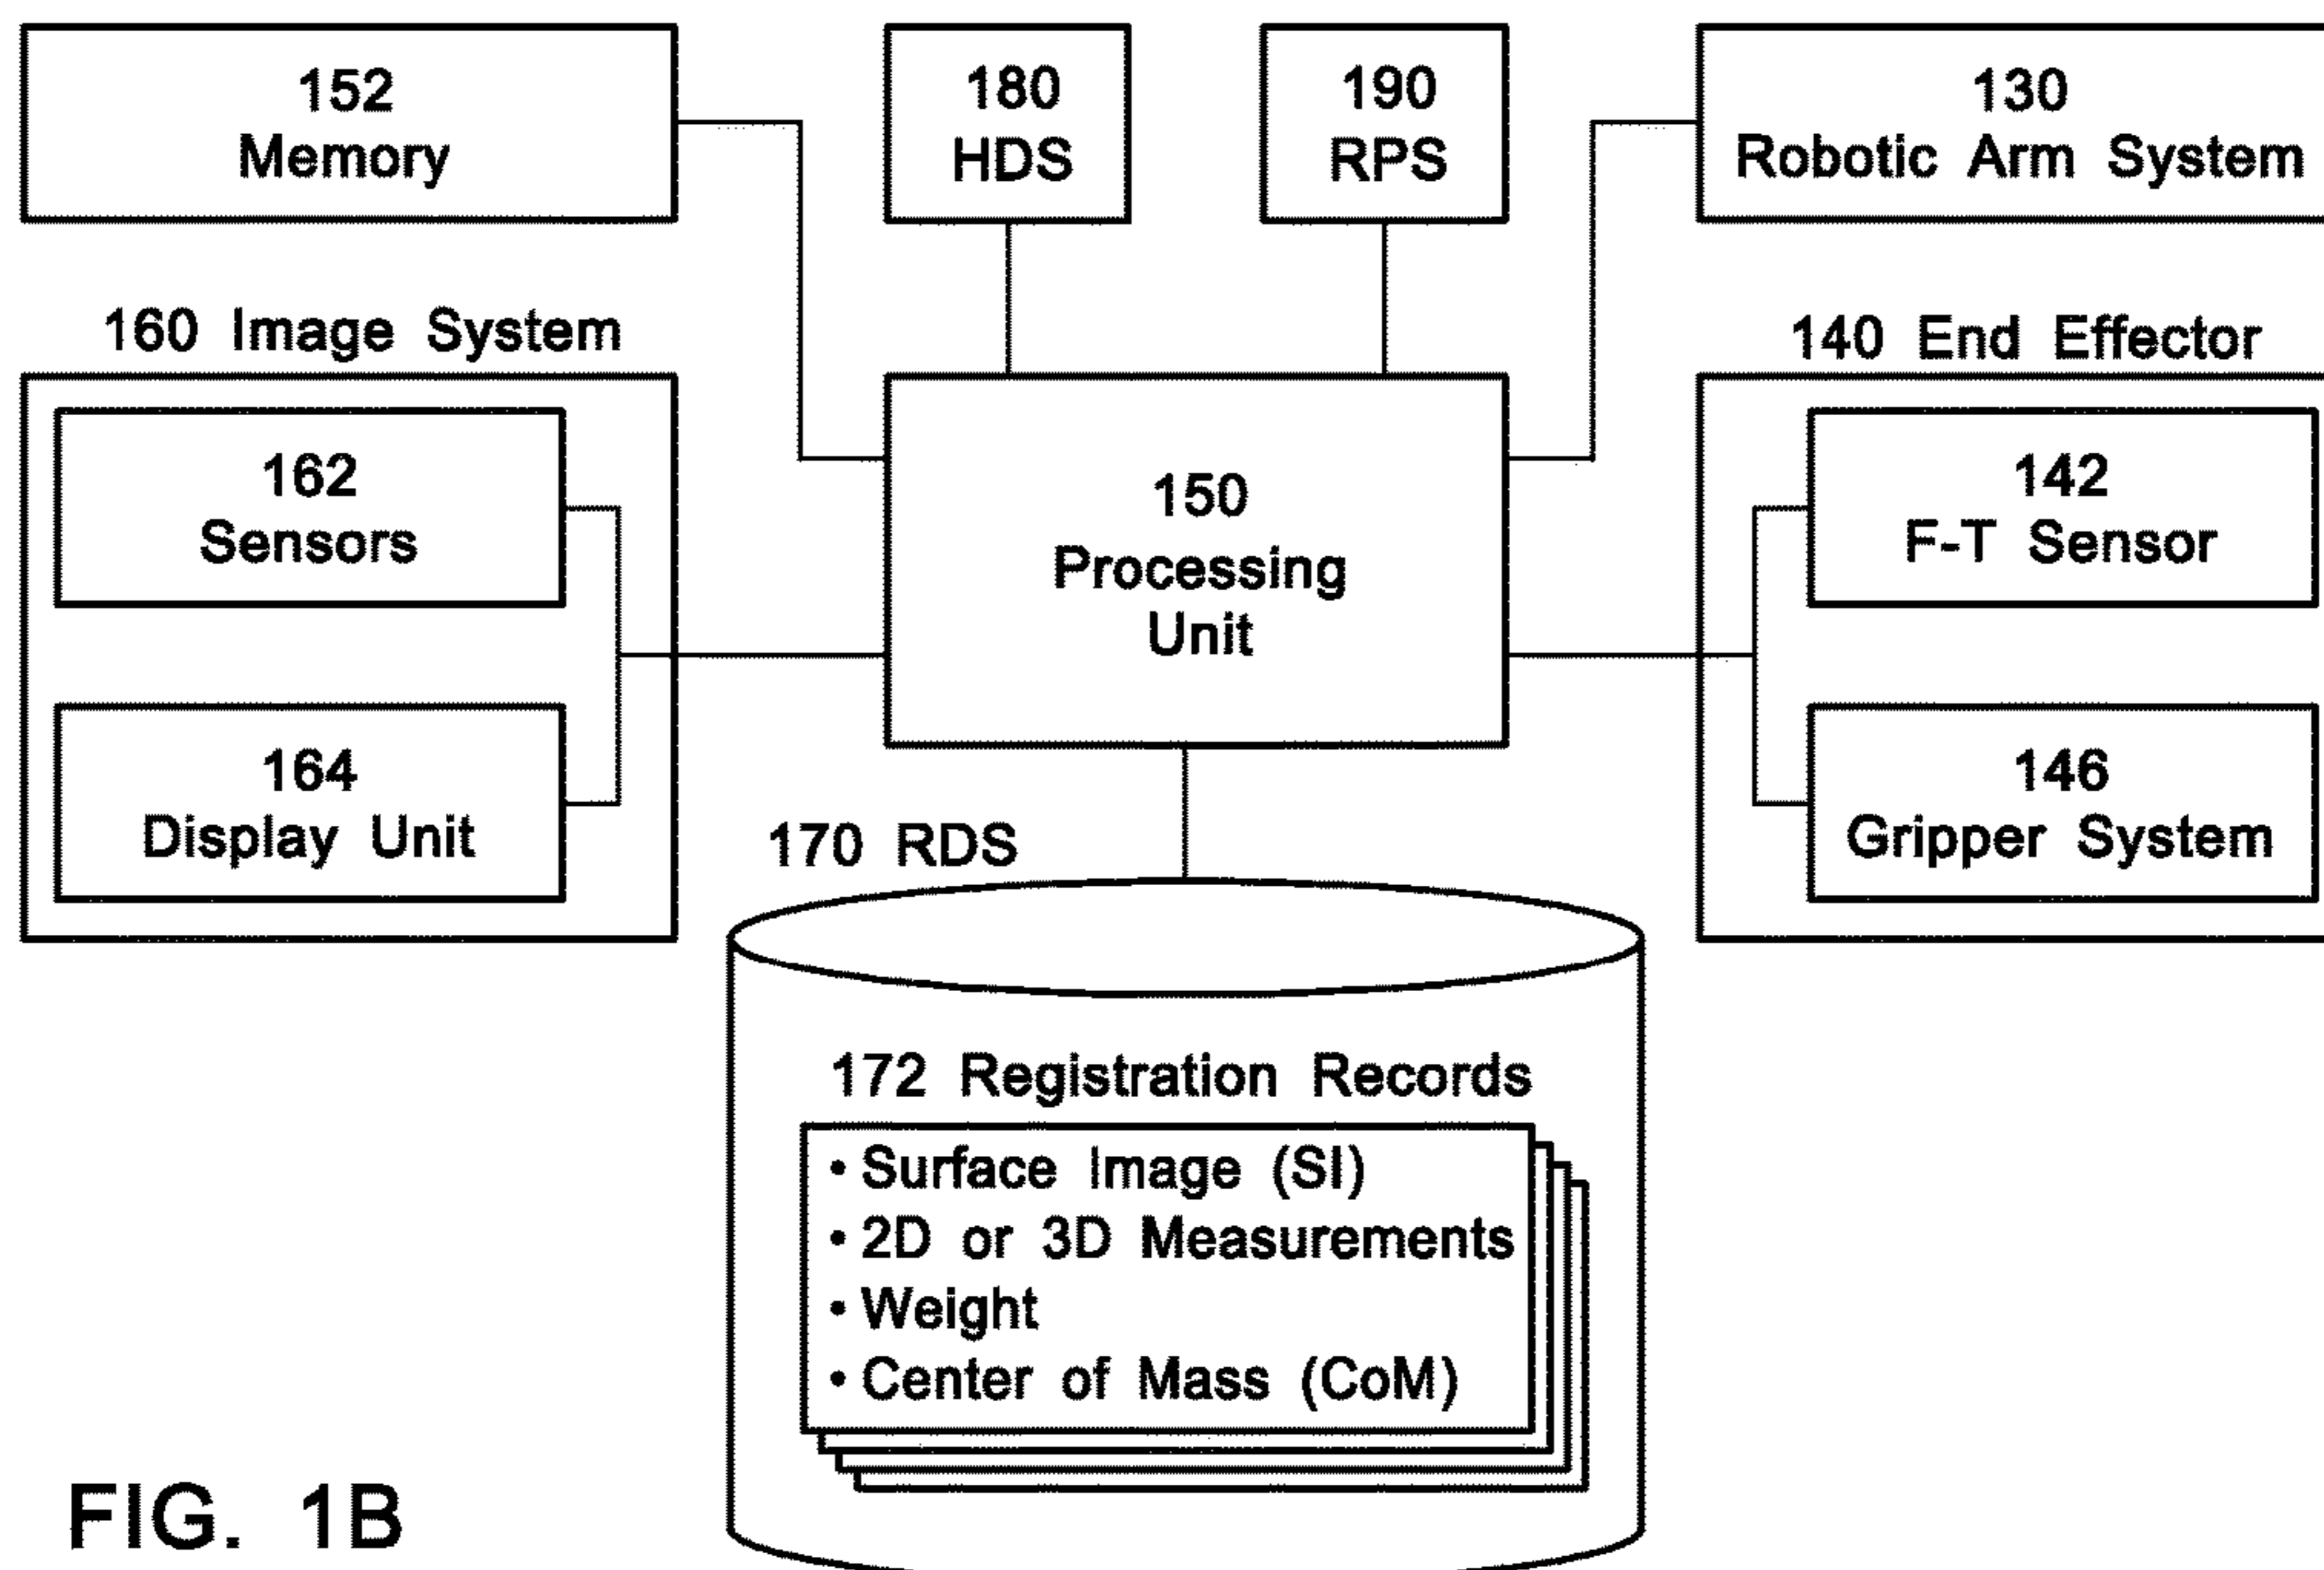 152
Memory
180
HDS
190
RPS
130
Robotic Arm System
160 Image System
162
Sensors
164
Display Unit
150
Processing
Unit
140 End Effector
142
F-T Sensor
146
Gripper System
170 RDS
172 Registration Records
• Surface Image (SI)
• 2D or 3D Measurements
• Weight
• Center of Mass (CoM)
FIG. 1B